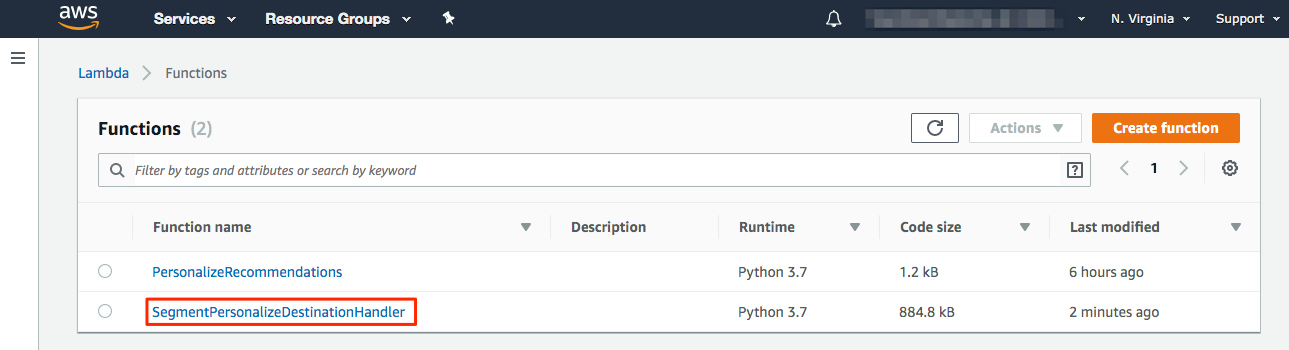 aws Services Resource Groups N. Virginia Support
Lambda Functions
Functions (2) Actions Create function
Filter by tags and attributes or search by keyword ? 1
Function name Description Runtime Code size Last modified
PersonalizeRecommendations Python 3.7 1.2 kB 6 hours ago
SegmentPersonalizeDestinationHandler Python 3.7 884.8 kB 2 minutes ago